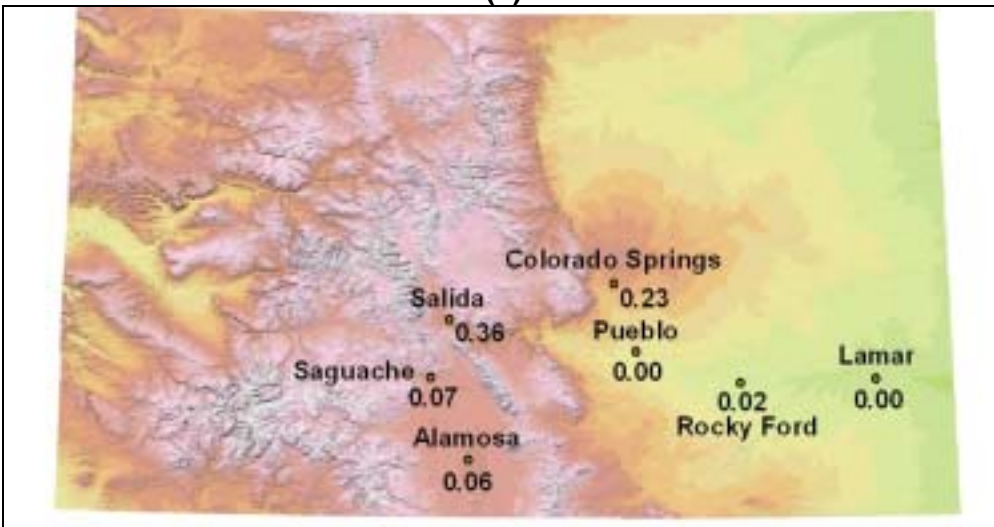 Colorado Springs
0.23
Salida
0.36
Pueblo
0.00
Lamar
0.00
Saguache
0.07
0.02
Rocky Ford
Alamosa
0.06